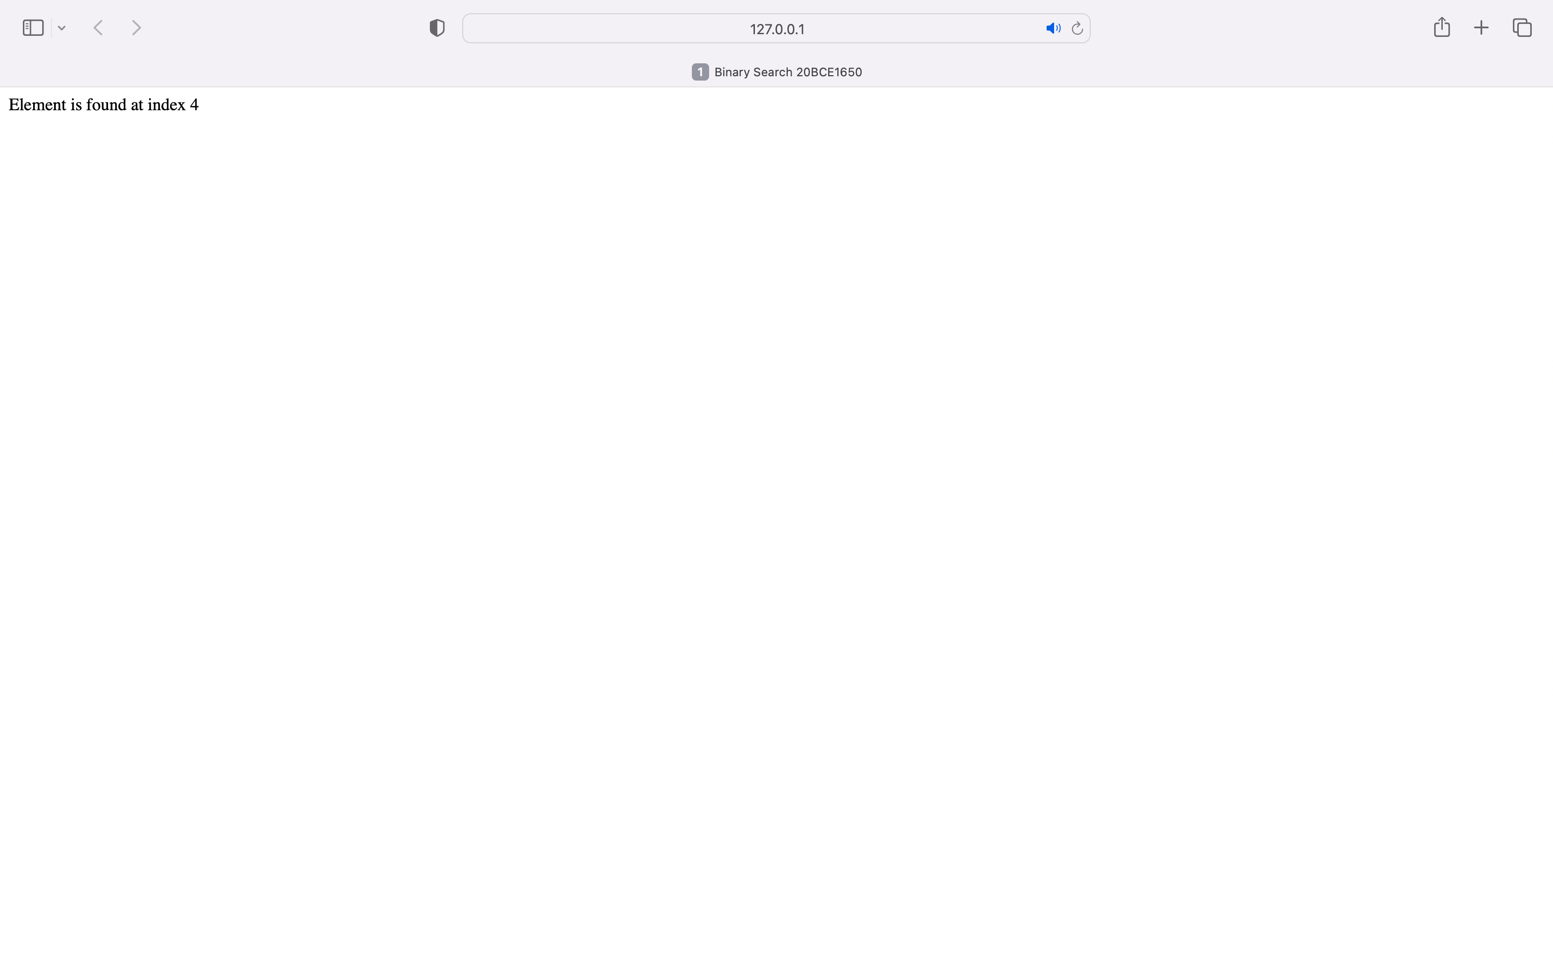 127.0.0.1
1 Binary Search 20BCE1650
Element is found at index 4